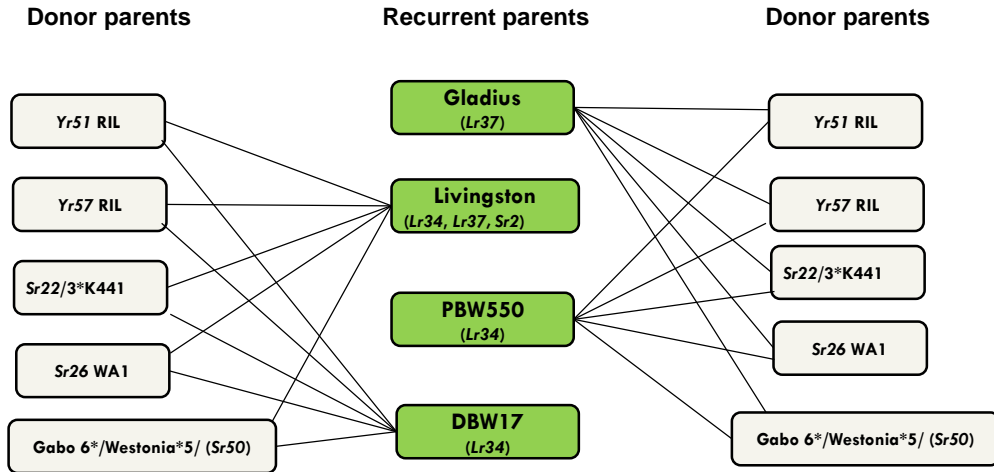 Donor parents
Recurrent parents
Donor parents
Yr51 RIL
Yr57 RIL
Sr22/3*K441
Sr26 WA1
Gabo 6*/Westonia*5/ (Sr50)
Gladius
(Lr37)
Livingston
(Lr34, Lr37, Sr2)
PBW550
(Lr34)
DBW17
(Lr34)
Yr51 RIL
Yr57 RIL
Sr22/3*K441
Sr26 WA1
Gabo 6*/Westonia*5/ (Sr50)